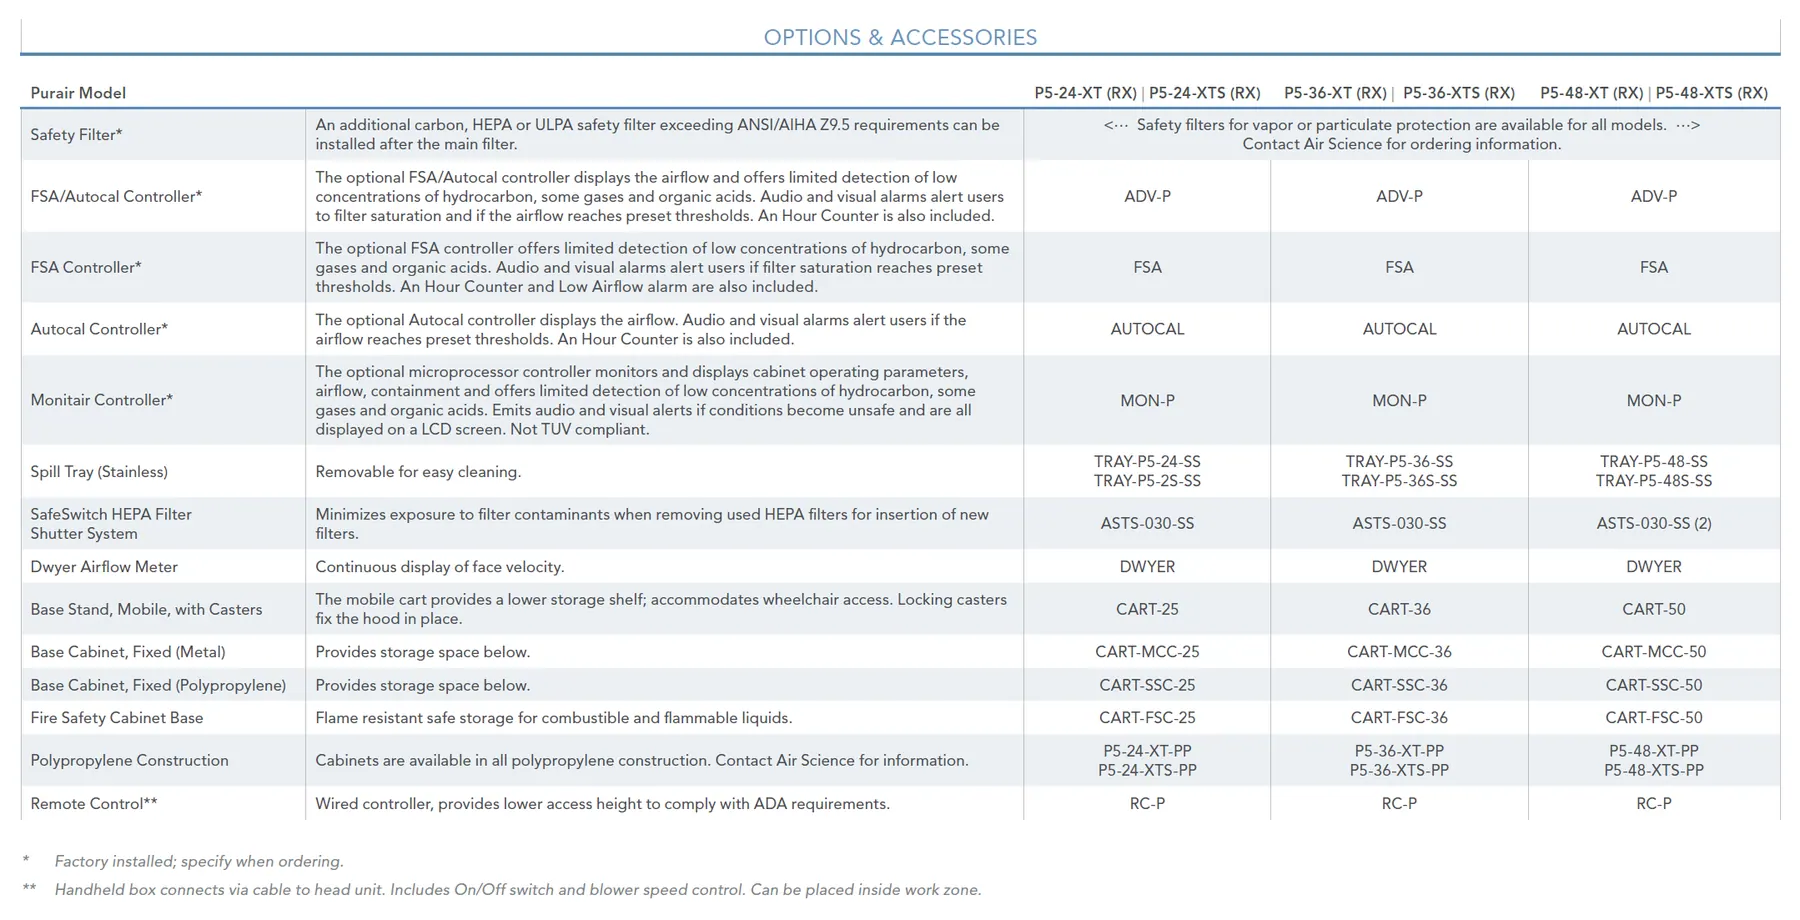 OPTIONS & ACCESSORIES
Purair Model
P5-24-XT (RX) | P5-24-XTS (RX)
P5-36-XT (RX) | P5-36-XTS (RX)
P5-48-XT (RX) | P5-48-XTS (RX)
Safety Filter*
An additional carbon, HEPA or ULPA safety filter exceeding ANSI/AIHA Z9.5 requirements can be
installed after the main filter.
<··· Safety filters for vapor or particulate protection are available for all models. ···>
Contact Air Science for ordering information.
FSA/Autocal Controller*
The optional FSA/Autocal controller displays the airflow and offers limited detection of low
concentrations of hydrocarbon, some gases and organic acids. Audio and visual alarms alert users
to filter saturation and if the airflow reaches preset thresholds. An Hour Counter is also included.
ADV-P
ADV-P
ADV-P
FSA Controller*
The optional FSA controller offers limited detection of low concentrations of hydrocarbon, some
gases and organic acids. Audio and visual alarms alert users if filter saturation reaches preset
thresholds. An Hour Counter and Low Airflow alarm are also included.
FSA
FSA
FSA
Autocal Controller*
The optional Autocal controller displays the airflow. Audio and visual alarms alert users if the
airflow reaches preset thresholds. An Hour Counter is also included.
AUTOCAL
AUTOCAL
AUTOCAL
Monitair Controller*
The optional microprocessor controller monitors and displays cabinet operating parameters,
airflow, containment and offers limited detection of low concentrations of hydrocarbon, some
gases and organic acids. Emits audio and visual alerts if conditions become unsafe and are all
displayed on a LCD screen. Not TUV compliant.
MON-P
MON-P
MON-P
Spill Tray (Stainless)
Removable for easy cleaning.
TRAY-P5-24-SS
TRAY-P5-2S-SS
TRAY-P5-36-SS
TRAY-P5-36S-SS
TRAY-P5-48-SS
TRAY-P5-48S-SS
SafeSwitch HEPA Filter
Shutter System
Minimizes exposure to filter contaminants when removing used HEPA filters for insertion of new
filters.
ASTS-030-SS
ASTS-030-SS
ASTS-030-SS (2)
Dwyer Airflow Meter
Continuous display of face velocity.
DWYER
DWYER
DWYER
Base Stand, Mobile, with Casters
The mobile cart provides a lower storage shelf; accommodates wheelchair access. Locking casters
fix the hood in place.
CART-25
CART-36
CART-50
Base Cabinet, Fixed (Metal)
Provides storage space below.
CART-MCC-25
CART-MCC-36
CART-MCC-50
Base Cabinet, Fixed (Polypropylene)
Provides storage space below.
CART-SSC-25
CART-SSC-36
CART-SSC-50
Fire Safety Cabinet Base
Flame resistant safe storage for combustible and flammable liquids.
CART-FSC-25
CART-FSC-36
CART-FSC-50
Polypropylene Construction
Cabinets are available in all polypropylene construction. Contact Air Science for information.
P5-24-XT-PP
P5-24-XTS-PP
P5-36-XT-PP
P5-36-XTS-PP
P5-48-XT-PP
P5-48-XTS-PP
Remote Control**
Wired controller, provides lower access height to comply with ADA requirements.
RC-P
RC-P
RC-P
* Factory installed; specify when ordering.
** Handheld box connects via cable to head unit. Includes On/Off switch and blower speed control. Can be placed inside work zone.